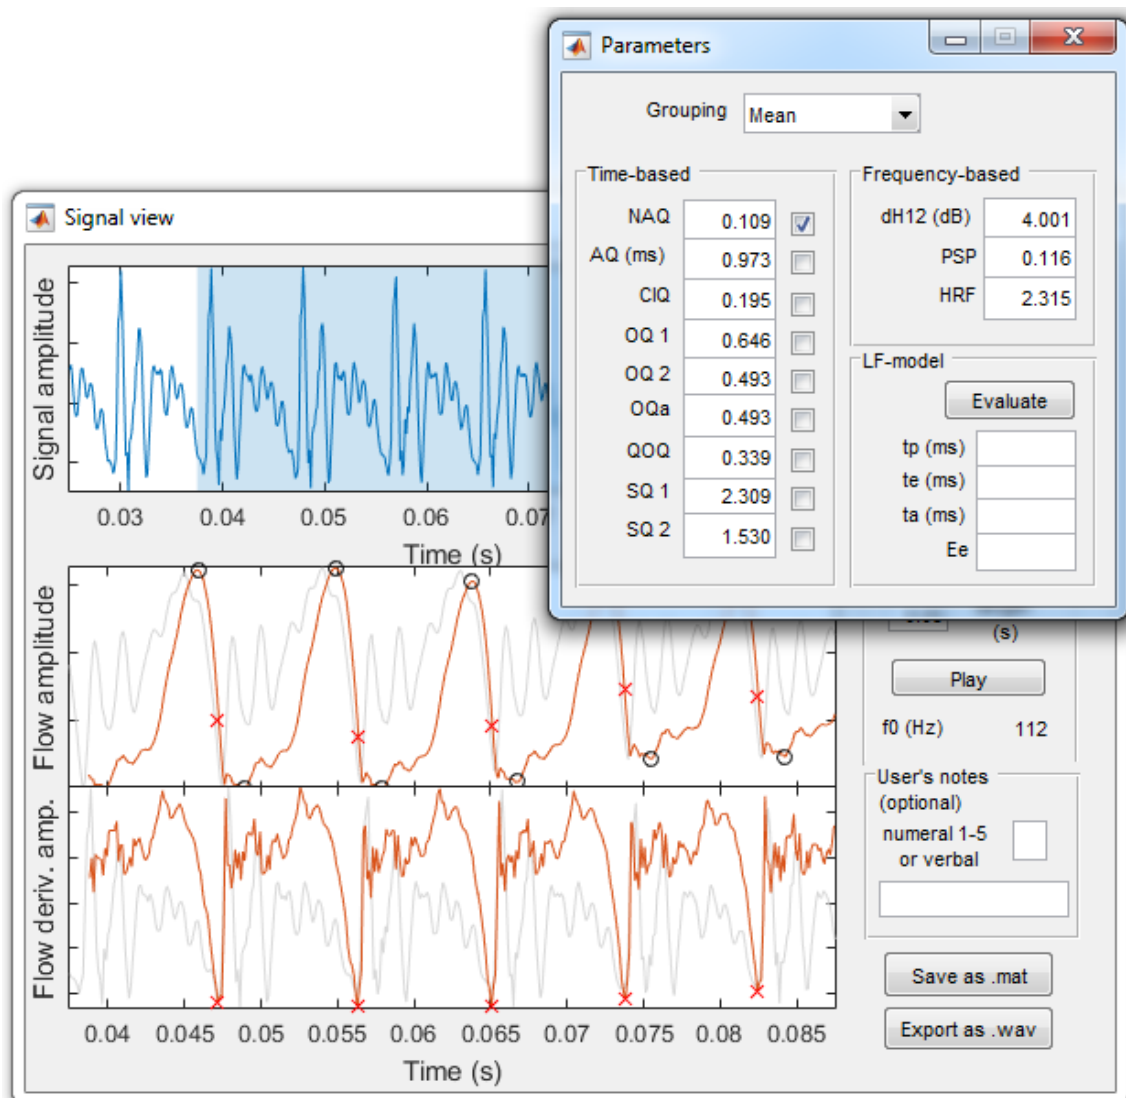 Parameters
Grouping Mean
Time-based
NAQ 0.109
AQ (ms) 0.973
ClQ 0.195
OQ 1 0.646
OQ 2 0.493
OQa 0.493
QOQ 0.339
SQ 1 2.309
SQ 2 1.530
Frequency-based
dH12 (dB) 4.001
PSP 0.116
HRF 2.315
LF-model
Evaluate
tp (ms)
te (ms)
ta (ms)
Ee
Signal view
Signal amplitude
0.03 0.04 0.05 0.06 0.07
Time (s)
Flow amplitude
Flow deriv. amp.
0.04 0.045 0.05 0.055 0.06 0.065 0.07 0.075 0.08 0.085
Time (s)
(s)
Play
f0 (Hz) 112
User's notes
(optional)
numeral 1-5
or verbal
Save as .mat
Export as .wav